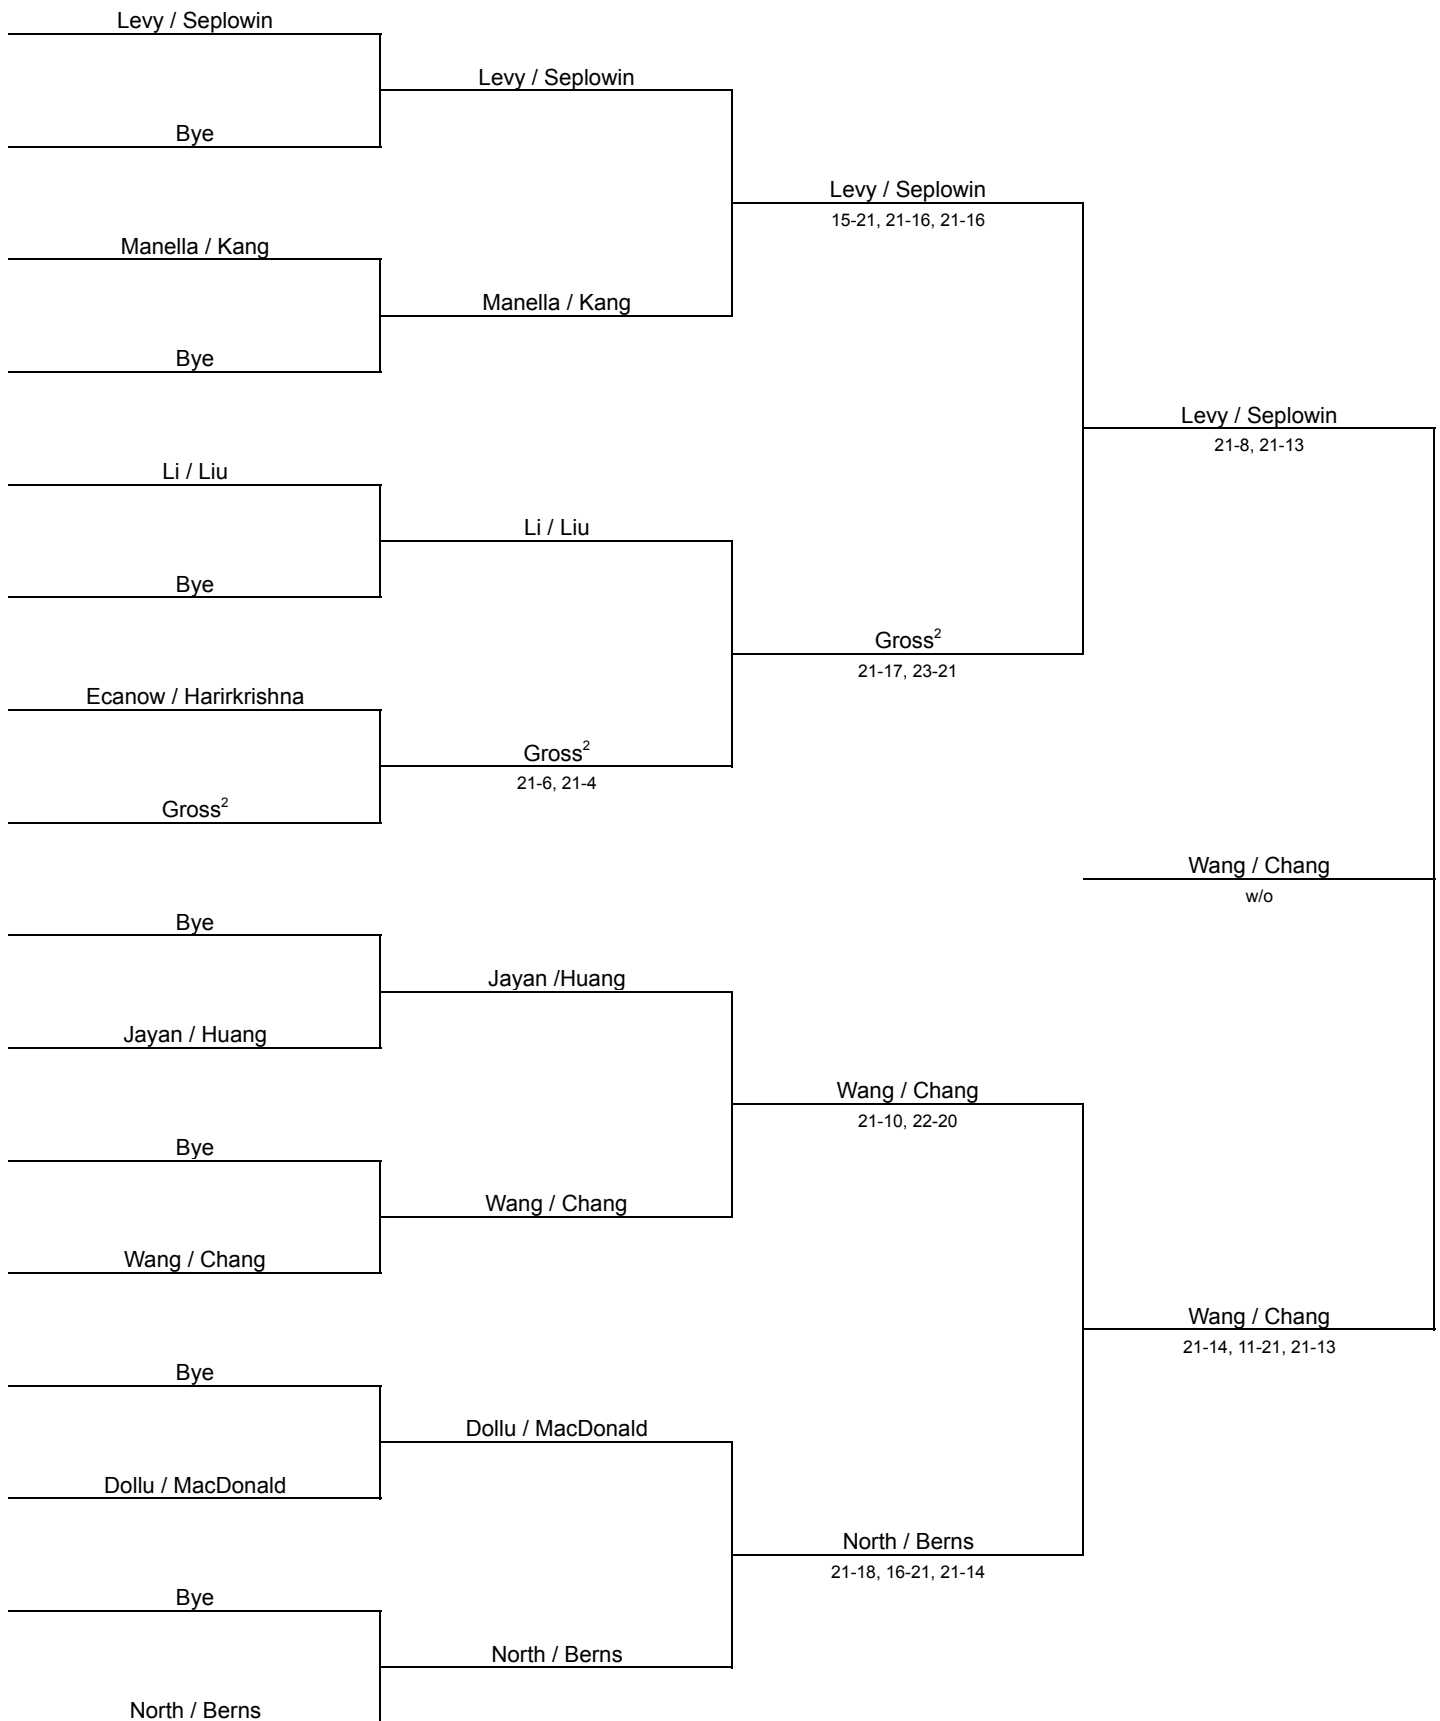 Levy / Seplowin
Levy / Seplowin
Bye
Levy / Seplowin
15-21, 21-16, 21-16
Manella / Kang
Manella / Kang
Bye
Levy / Seplowin
21-8, 21-13
Li / Liu
Li / Liu
Bye
Gross²
21-17, 23-21
Ecanow / Harirkrishna
Gross²
21-6, 21-4
Gross²
Wang / Chang
w/o
Bye
Jayan /Huang
Jayan / Huang
Wang / Chang
21-10, 22-20
Bye
Wang / Chang
Wang / Chang
Wang / Chang
21-14, 11-21, 21-13
Bye
Dollu / MacDonald
Dollu / MacDonald
North / Berns
21-18, 16-21, 21-14
Bye
North / Berns
North / Berns